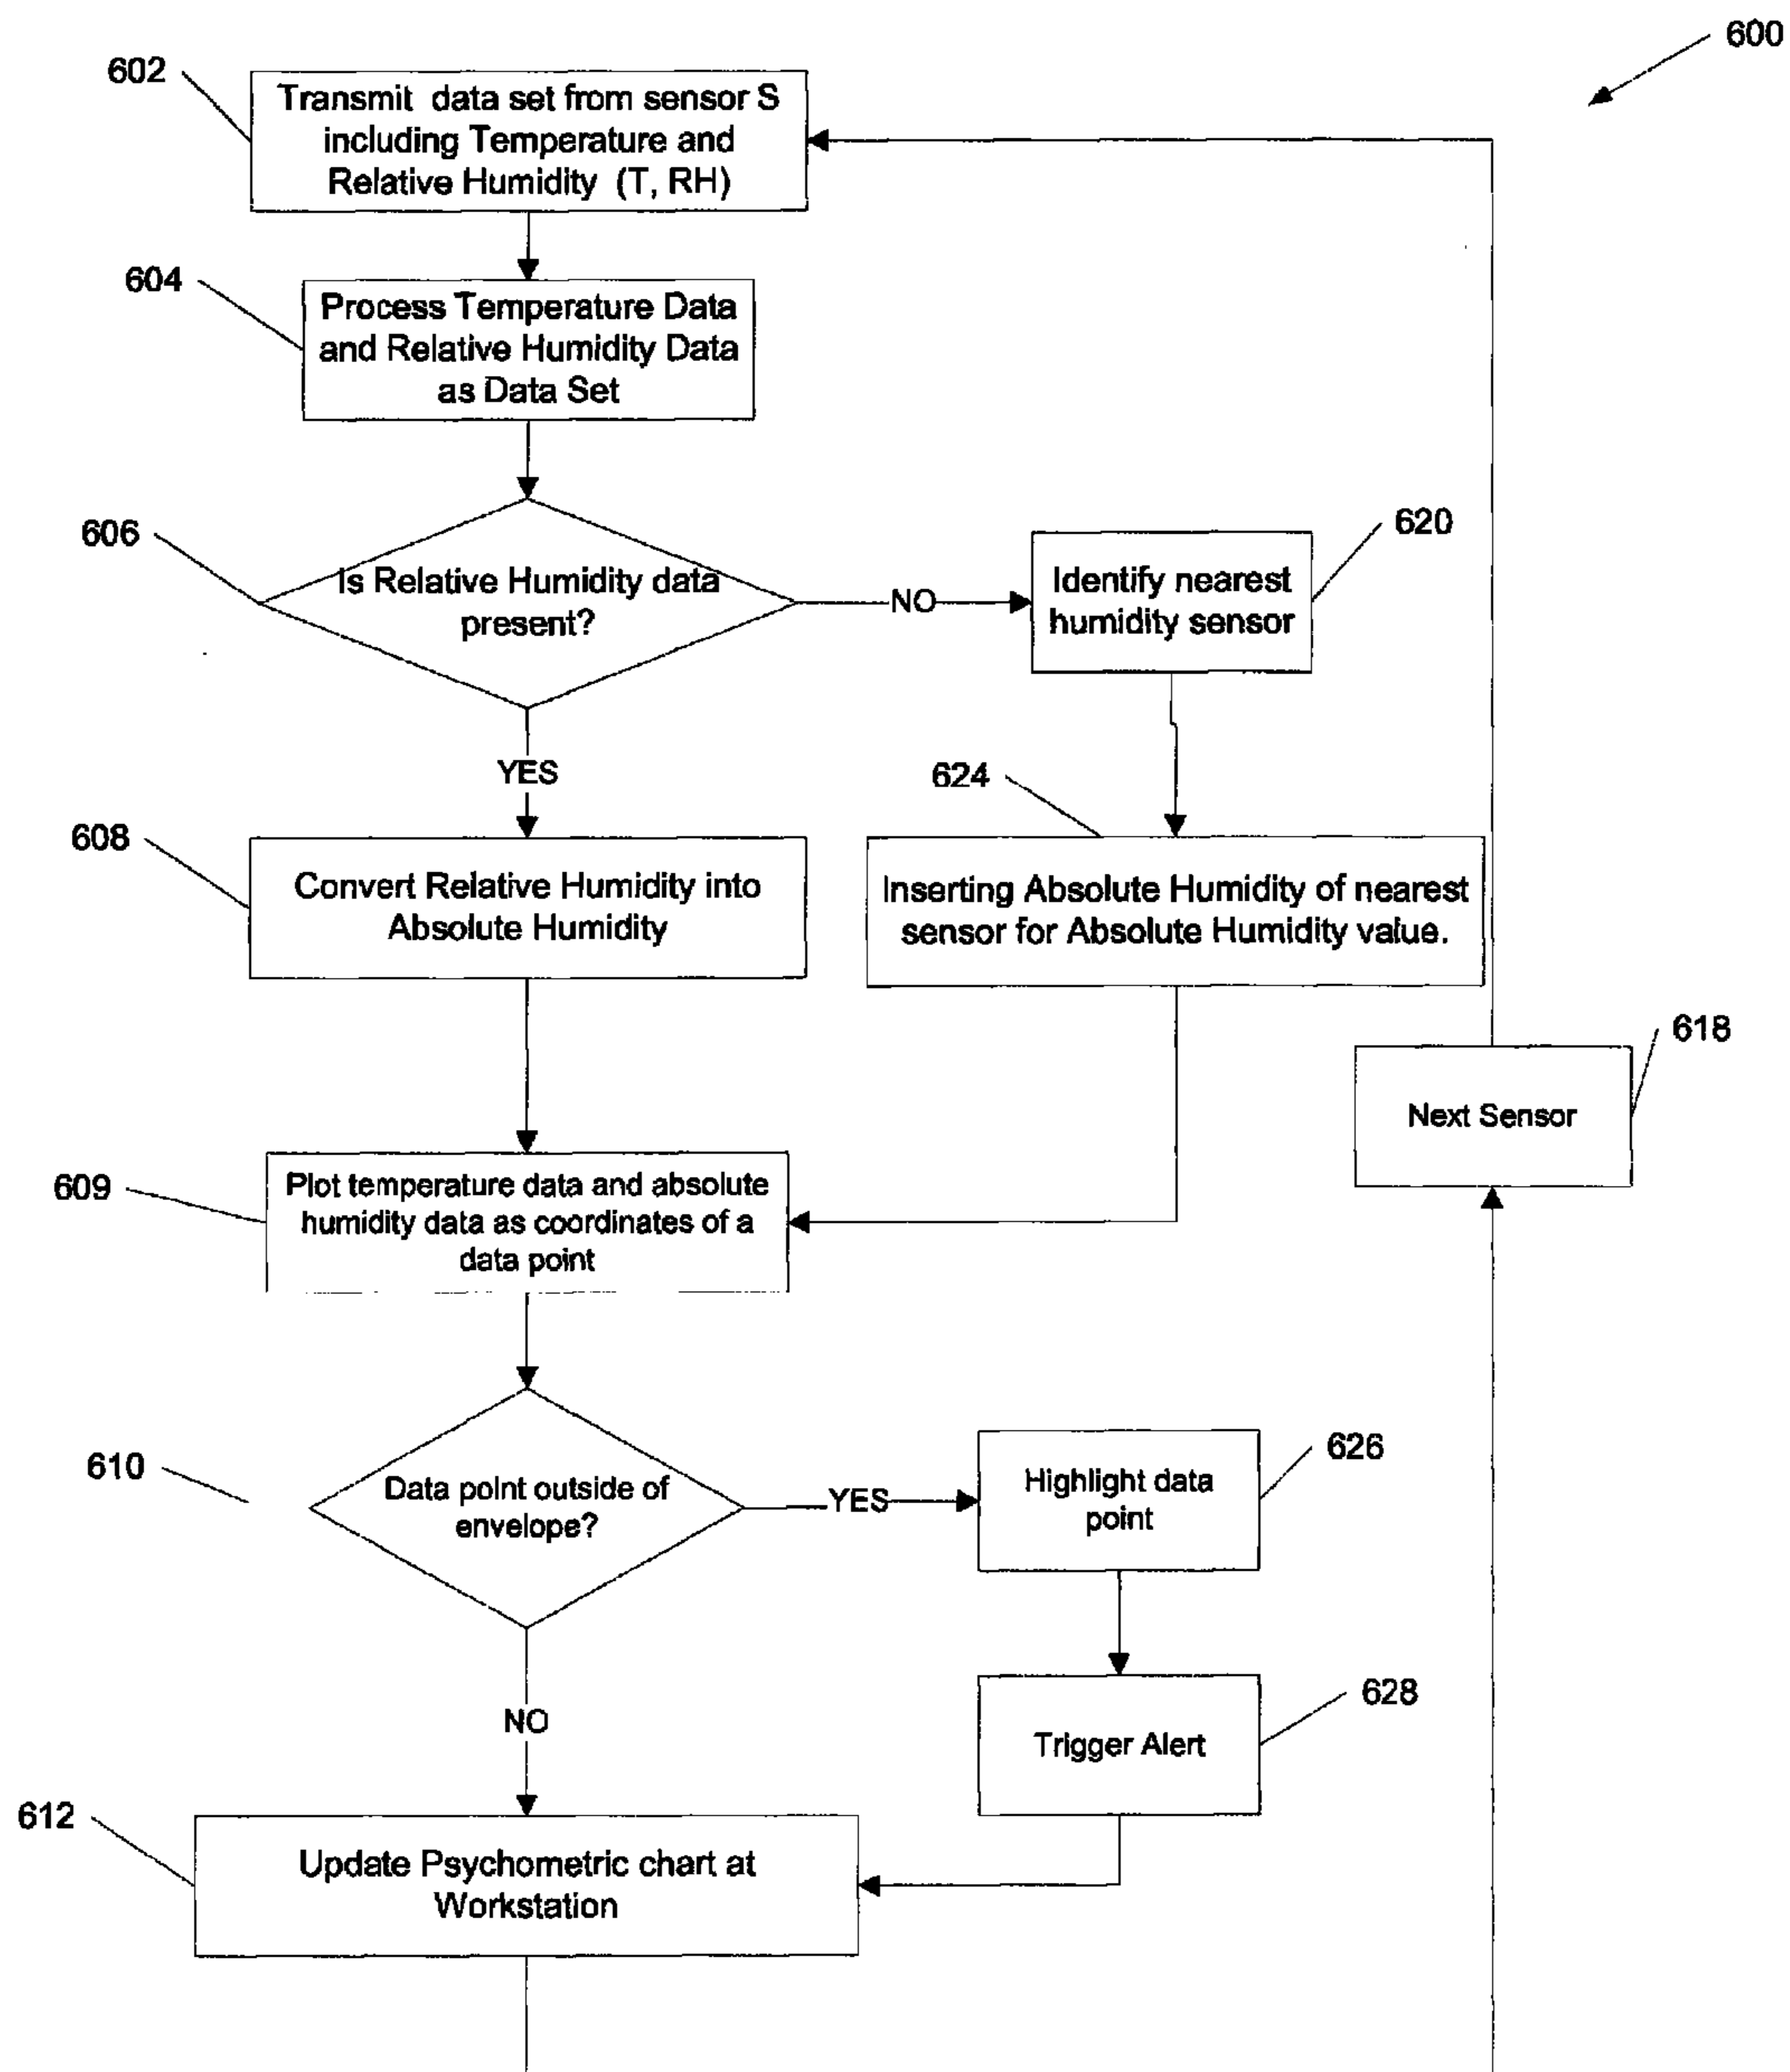 600
602
Transmit data set from sensor S
including Temperature and
Relative Humidity (T, RH)
604
Process Temperature Data
and Relative Humidity Data
as Data Set
606
Is Relative Humidity data
present?
NO
620
Identify nearest
humidity sensor
YES
624
608
Convert Relative Humidity into
Absolute Humidity
Inserting Absolute Humidity of nearest
sensor for Absolute Humidity value.
618
Next Sensor
609
Plot temperature data and absolute
humidity data as coordinates of a
data point
610
Data point outside of
envelope?
YES
626
Highlight data
point
NO
628
Trigger Alert
612
Update Psychometric chart at
Workstation